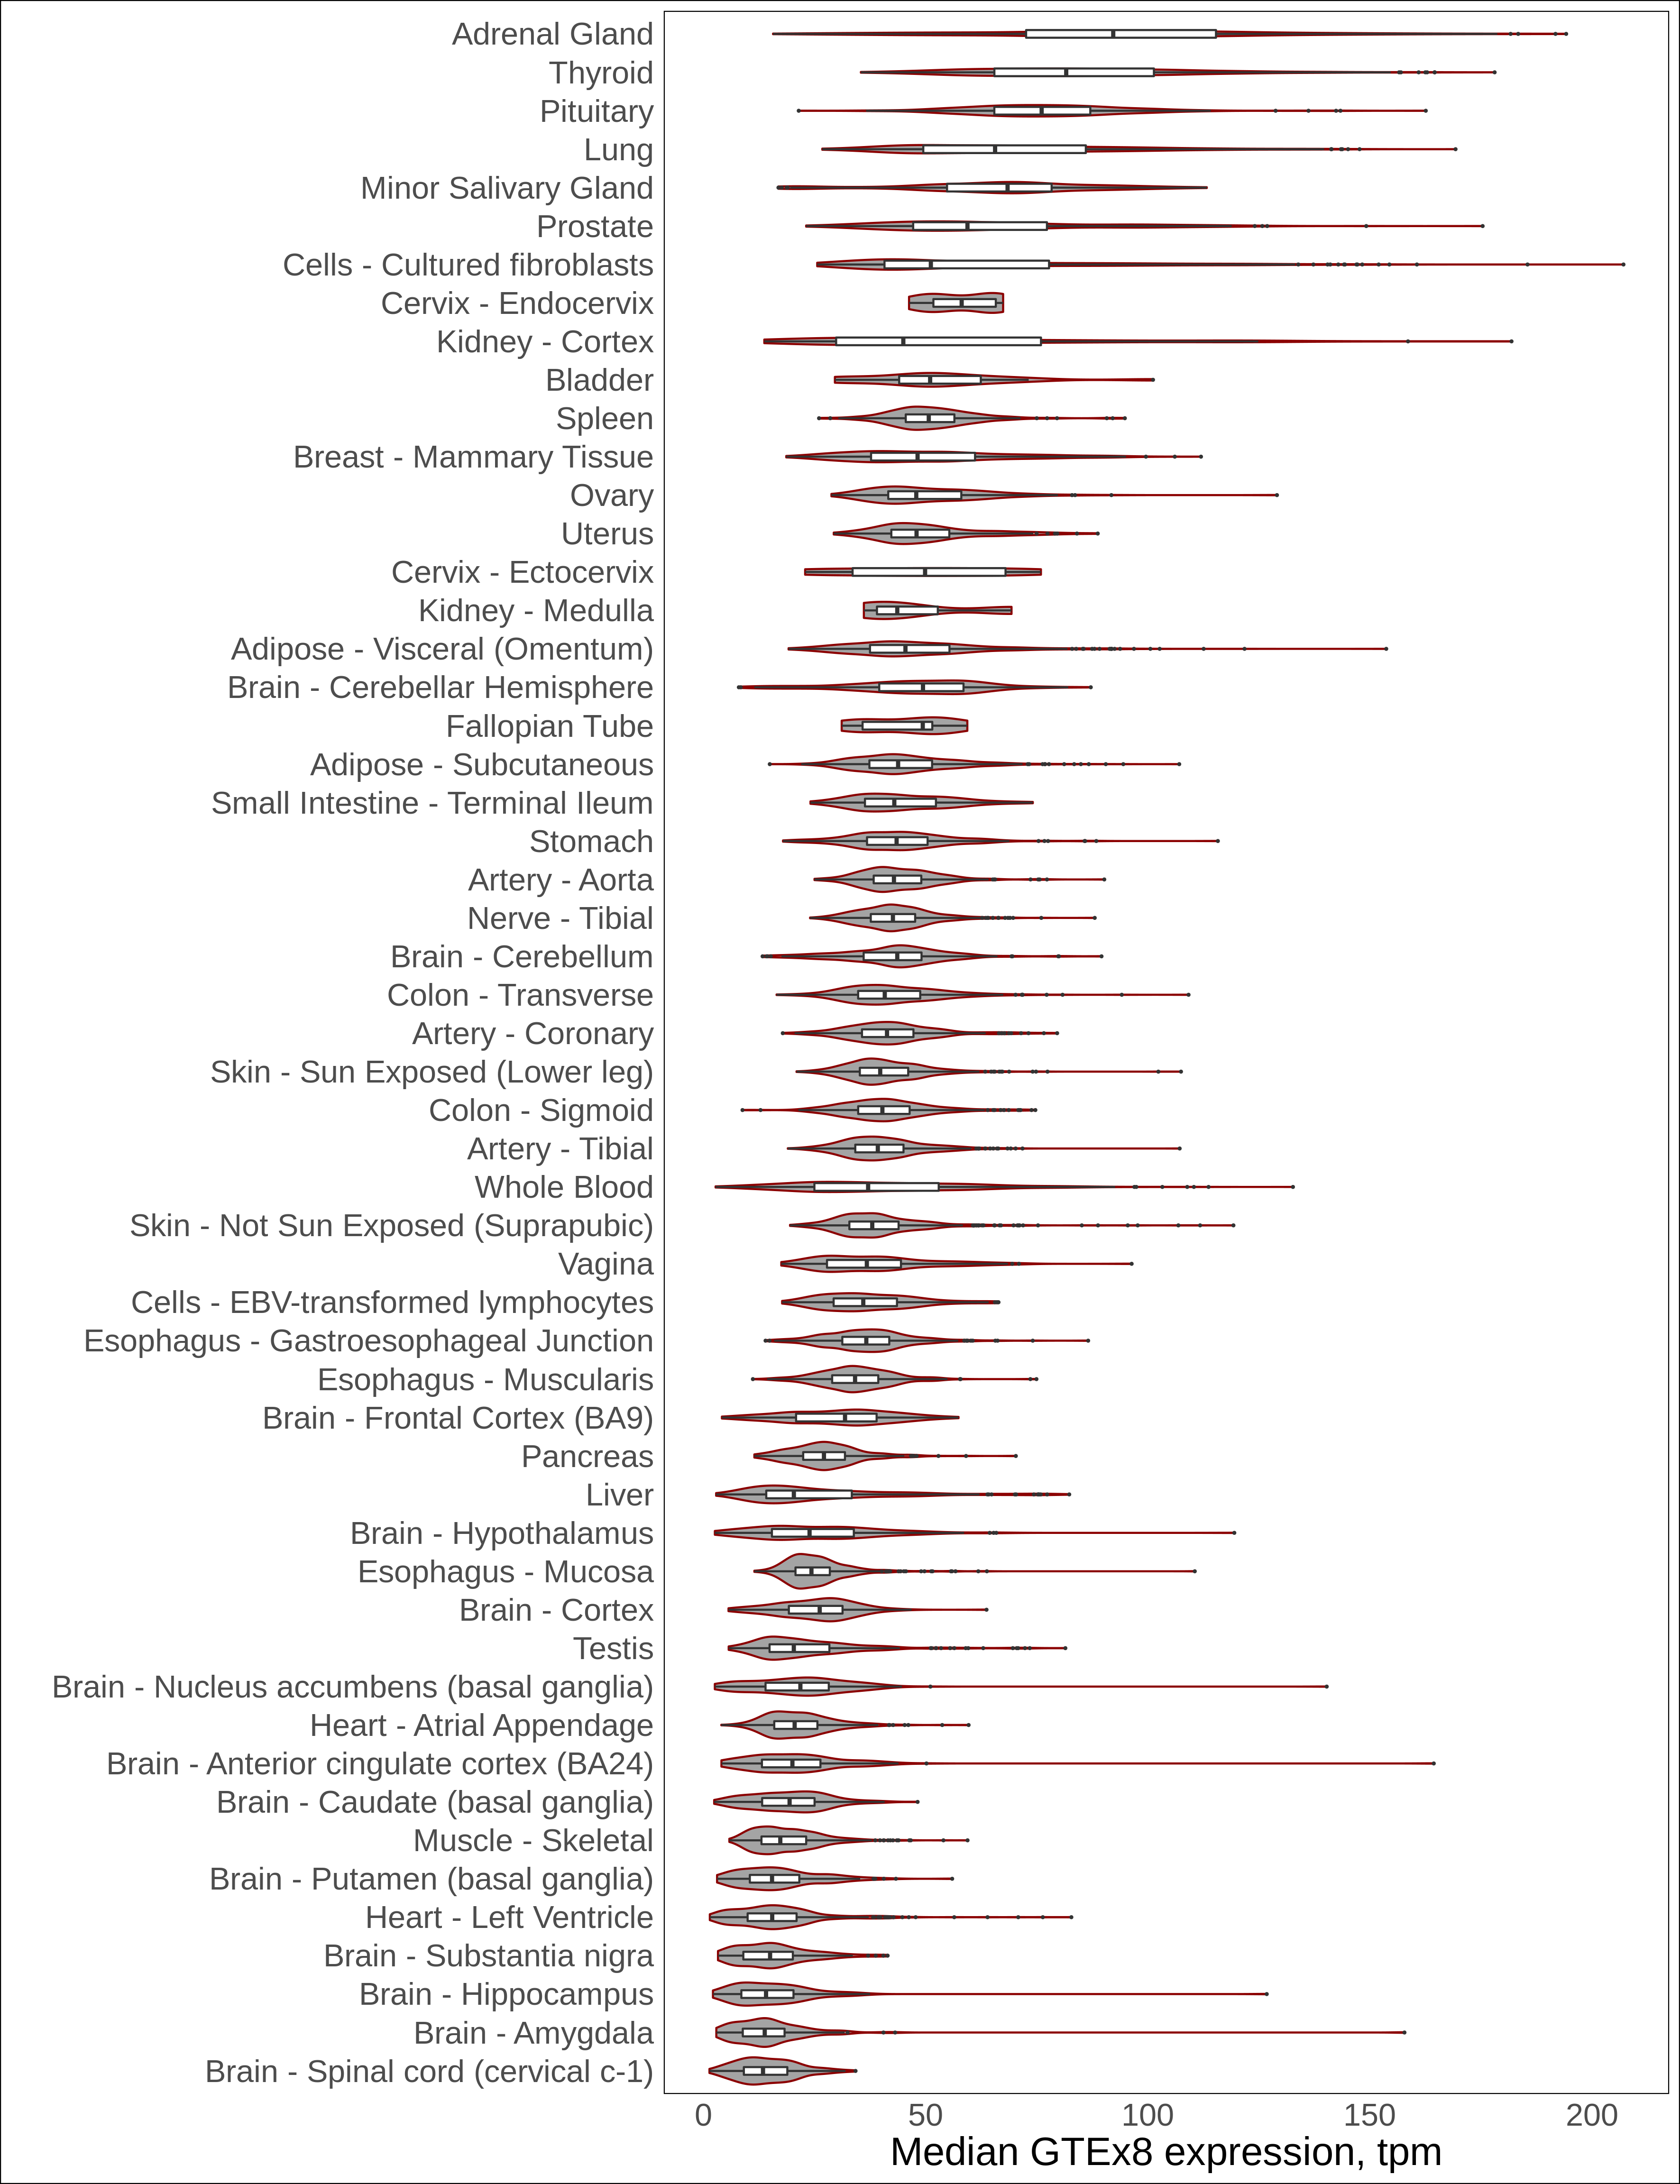 Adrenal Gland
Thyroid
Pituitary
Lung
Minor Salivary Gland
Prostate
Cells - Cultured fibroblasts
Cervix - Endocervix
Kidney - Cortex
Bladder
Spleen
Breast - Mammary Tissue
Ovary
Uterus
Cervix - Ectocervix
Kidney - Medulla
Adipose - Visceral (Omentum)
Brain - Cerebellar Hemisphere
Fallopian Tube
Adipose - Subcutaneous
Small Intestine - Terminal Ileum
Stomach
Artery - Aorta
Nerve - Tibial
Brain - Cerebellum
Colon - Transverse
Artery - Coronary
Skin - Sun Exposed (Lower leg)
Colon - Sigmoid
Artery - Tibial
Whole Blood
Skin - Not Sun Exposed (Suprapubic)
Vagina
Cells - EBV-transformed lymphocytes
Esophagus - Gastroesophageal Junction
Esophagus - Muscularis
Brain - Frontal Cortex (BA9)
Pancreas
Liver
Brain - Hypothalamus
Esophagus - Mucosa
Brain - Cortex
Testis
Brain - Nucleus accumbens (basal ganglia)
Heart - Atrial Appendage
Brain - Anterior cingulate cortex (BA24)
Brain - Caudate (basal ganglia)
Muscle - Skeletal
Brain - Putamen (basal ganglia)
Heart - Left Ventricle
Brain - Substantia nigra
Brain - Hippocampus
Brain - Amygdala
Brain - Spinal cord (cervical c-1)
0 50 100 150 200
Median GTEx8 expression, tpm